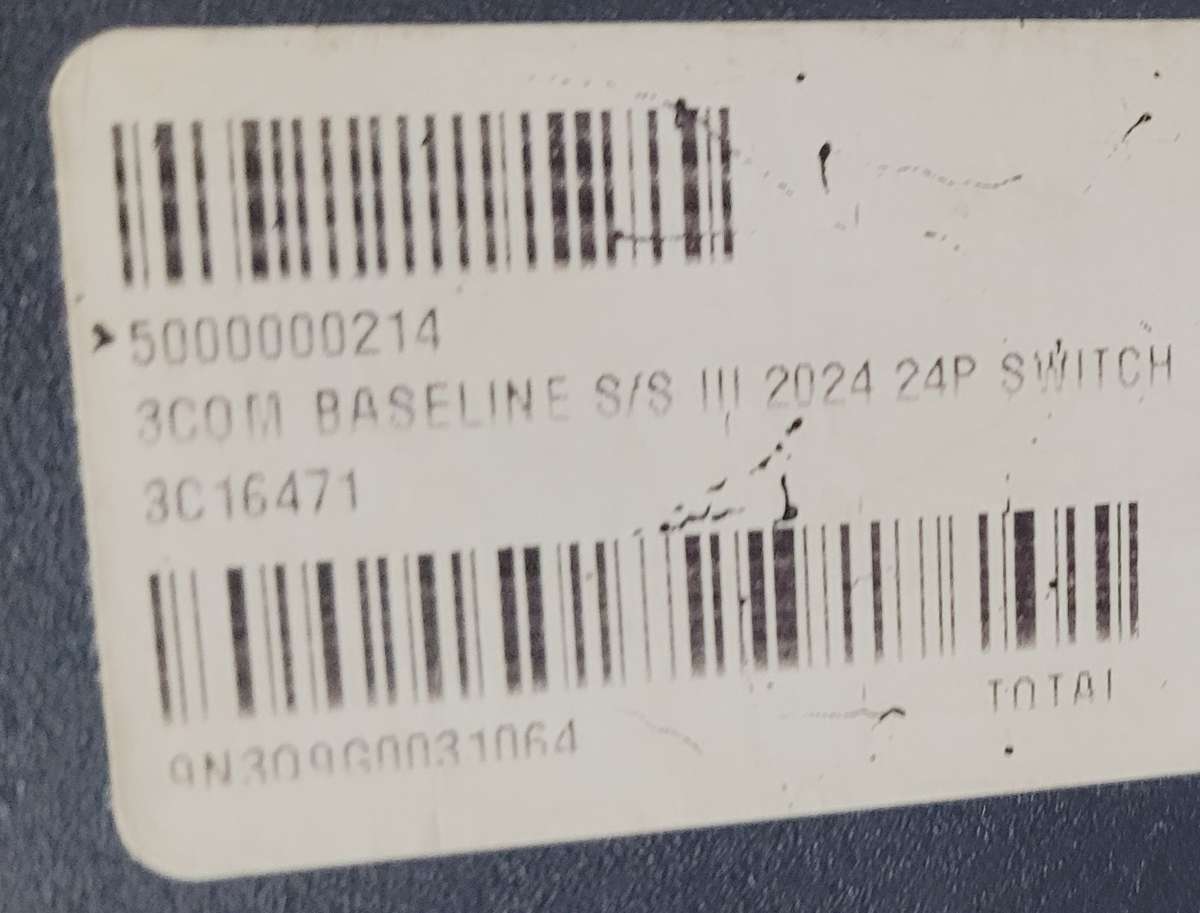 5000000214
3COM BASELINE S/S III 2024 24P SWITCH
3C16471
TOTAL
9N309G0031064